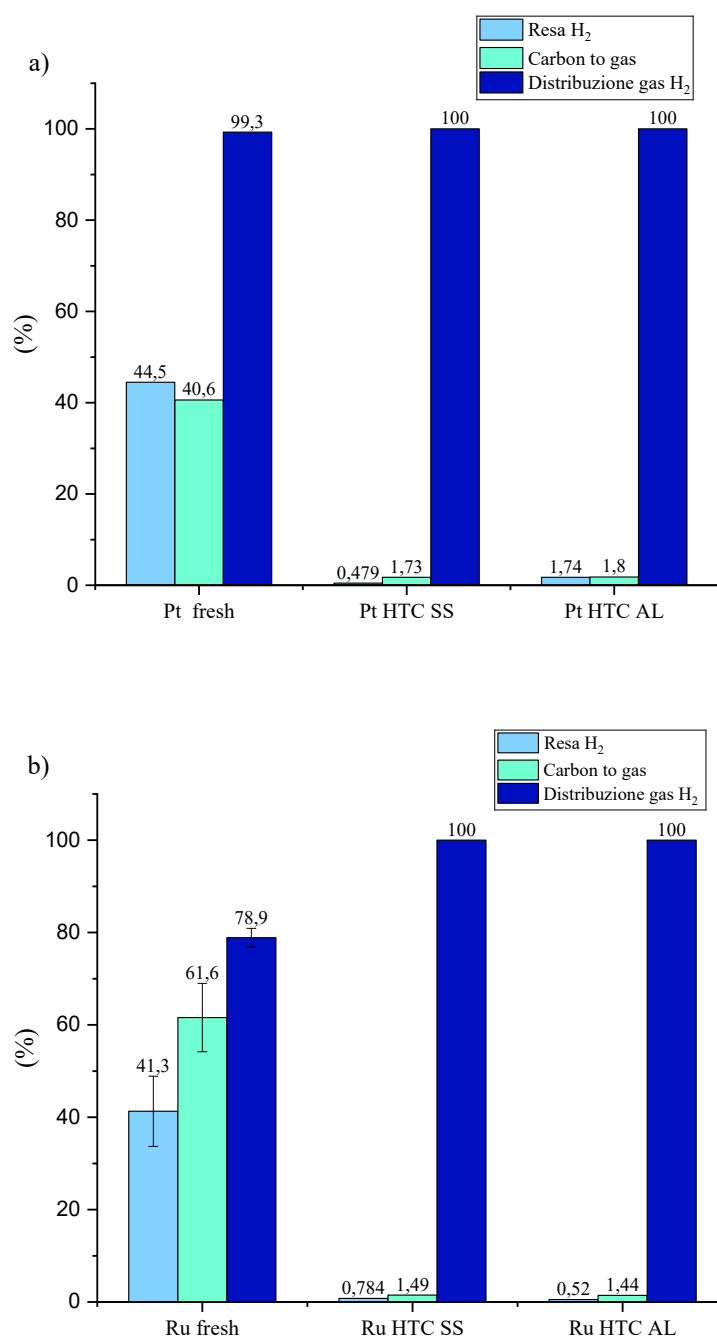 a)
Resa H₂
Carbon to gas
Distribuzione gas H₂
(%)
100
80
60
40
20
0
44,5
40,6
99,3
0,479
1,73
100
1,74
1,8
100
Pt fresh
Pt HTC SS
Pt HTC AL
b)
Resa H₂
Carbon to gas
Distribuzione gas H₂
(%)
100
80
60
40
20
0
41,3
61,6
78,9
0,784
1,49
100
0,52
1,44
100
Ru fresh
Ru HTC SS
Ru HTC AL